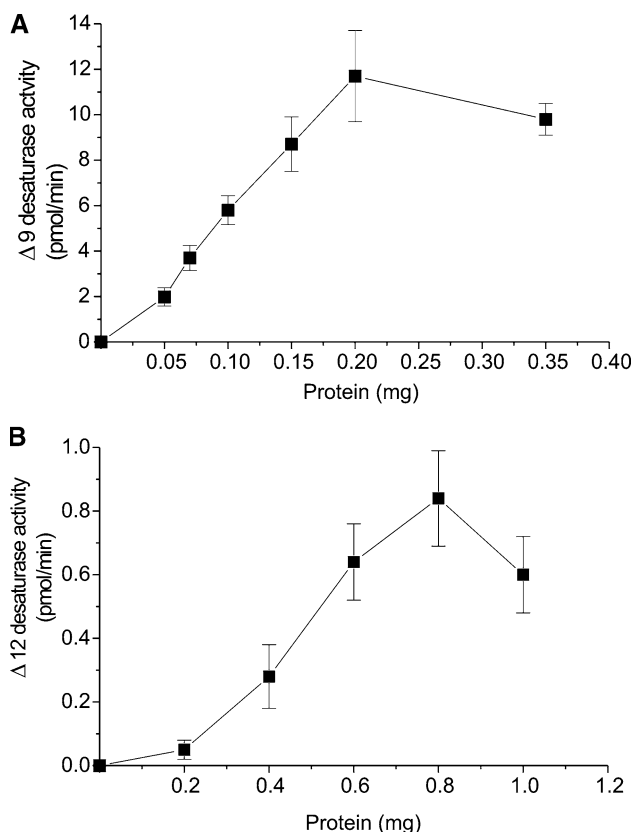 A
14
12
10
8
6
4
2
0
Δ 9 desaturase actvity
(pmol/min)
0.05 0.10 0.15 0.20 0.25 0.30 0.35 0.40
Protein (mg)
B
1.0
0.8
0.6
0.4
0.2
0.0
Δ 12 desaturase activity
(pmol/min)
0.2 0.4 0.6 0.8 1.0 1.2
Protein (mg)